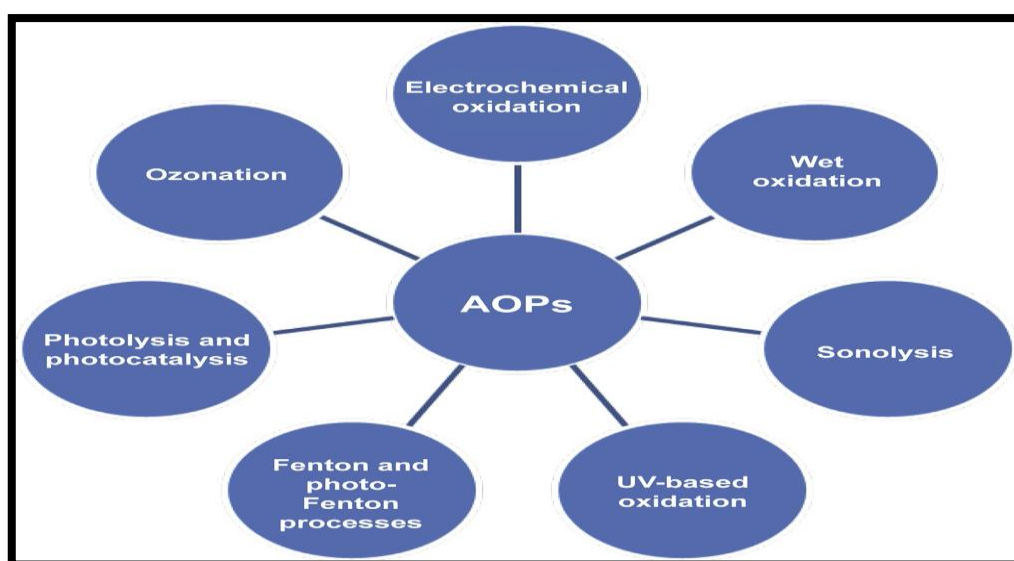 Electrochemical
oxidation
Wet
oxidation
Ozonation
AOPs
Photolysis and
photocatalysis
Sonolysis
Fenton and
photo-
Fenton
processes
UV-based
oxidation